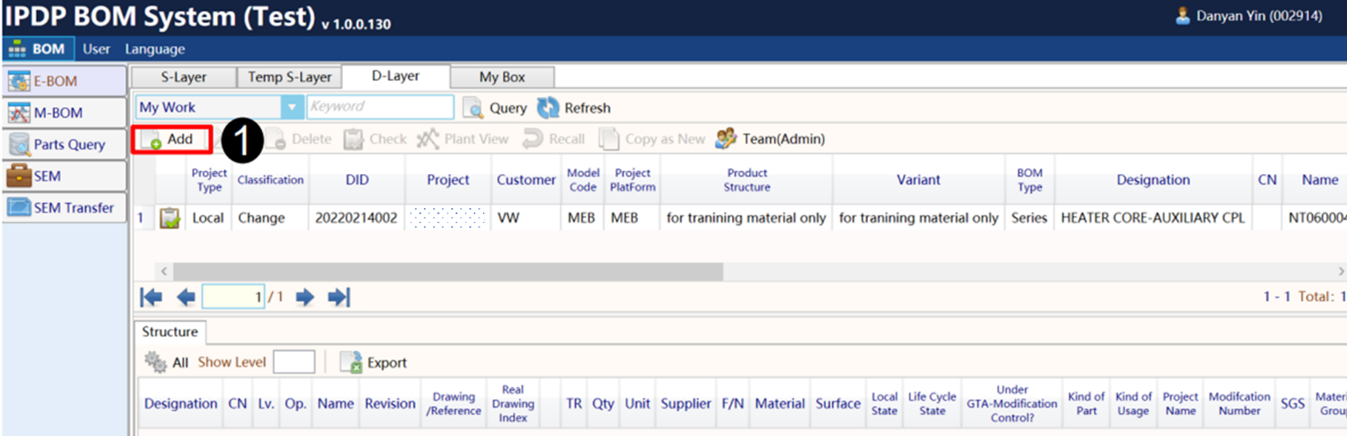 IPDP BOM System (Test) v 1.0.0.130
Danyan Yin (002914)
BOM User Language
E-BOM
M-BOM
Parts Query
SEM
SEM Transfer
S-Layer Temp S-Layer D-Layer My Box
My Work Keyword Query Refresh
Add 1 Delete Check Plant View Recall Copy as New Team(Admin)
Project Type Classification DID Project Customer Model Code Project PlatForm Product Structure Variant BOM Type Designation CN Name
1 Local Change 20220214002 VW MEB MEB for tranining material only for tranining material only Series HEATER CORE-AUXILIARY CPL NT060004
1 / 1 1 - 1 Total: 1
Structure
All Show Level Export
Designation CN Lv. Op. Name Revision Drawing /Reference Real Drawing Index TR Qty Unit Supplier F/N Material Surface Local State Life Cycle State Under GTA-Modification Control? Kind of Part Kind of Usage Project Name Modifcation Number SGS Materi Grou